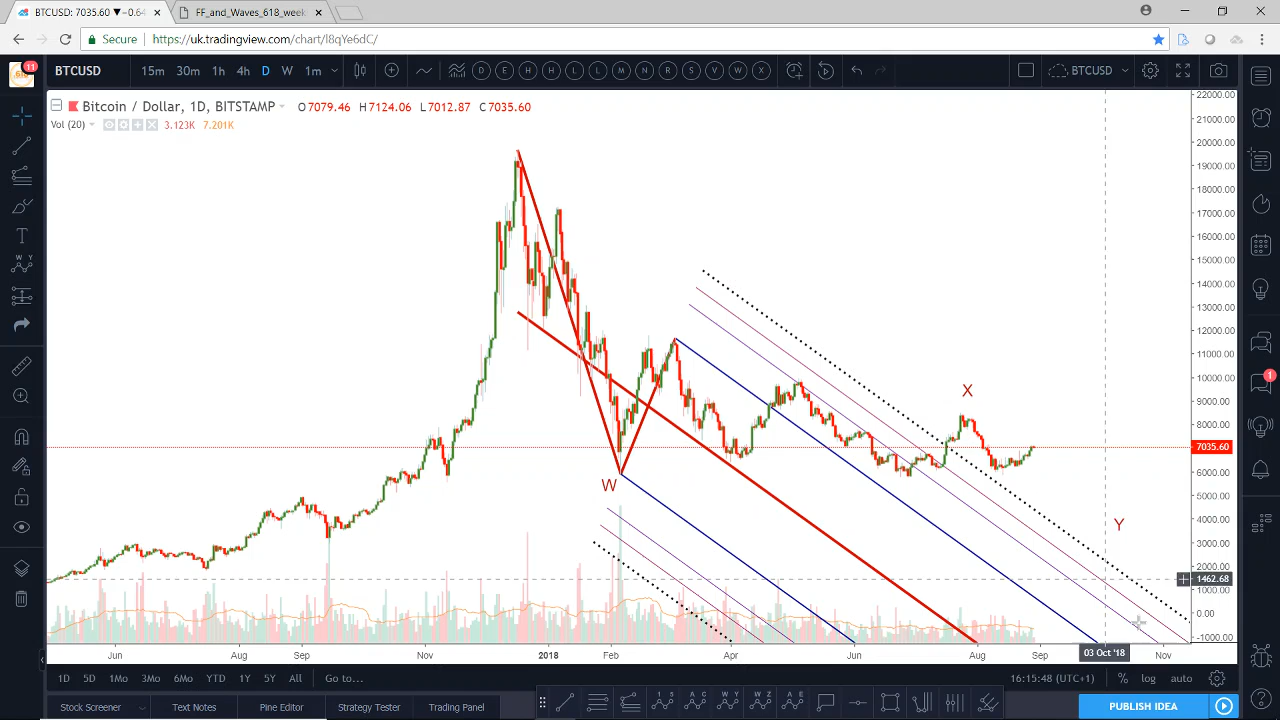 BTCUSD: 7035.60 ▼−0.64
FF_and_Waves_618_week
Secure https://uk.tradingview.com/chart/l8qYe6dC/
11 BTCUSD 15m 30m 1h 4h D W 1m D E H H L L M N R S V W X BTCUSD
Bitcoin / Dollar, 1D, BITSTAMP O7079.46 H7124.06 L7012.87 C7035.60
Vol (20) 3.123K 7.201K
22000.00
21000.00
20000.00
19000.00
18000.00
17000.00
16000.00
15000.00
14000.00
13000.00
12000.00
11000.00
10000.00
9000.00
8000.00
7035.60
6000.00
5000.00
4000.00
3000.00
2000.00
1462.68
0.00
-1000.00
X
W
Y
1
W Y
Jun Aug Sep Nov 2018 Feb Apr Jun Aug Sep 03 Oct '18 Nov
1D 5D 1Mo 3Mo 6Mo YTD 1Y 5Y All Go to... 16:15:48 (UTC+1) % log auto
Stock Screener Text Notes Pine Editor Strategy Tester Trading Panel 1 5 A C W Y W Z A E PUBLISH IDEA